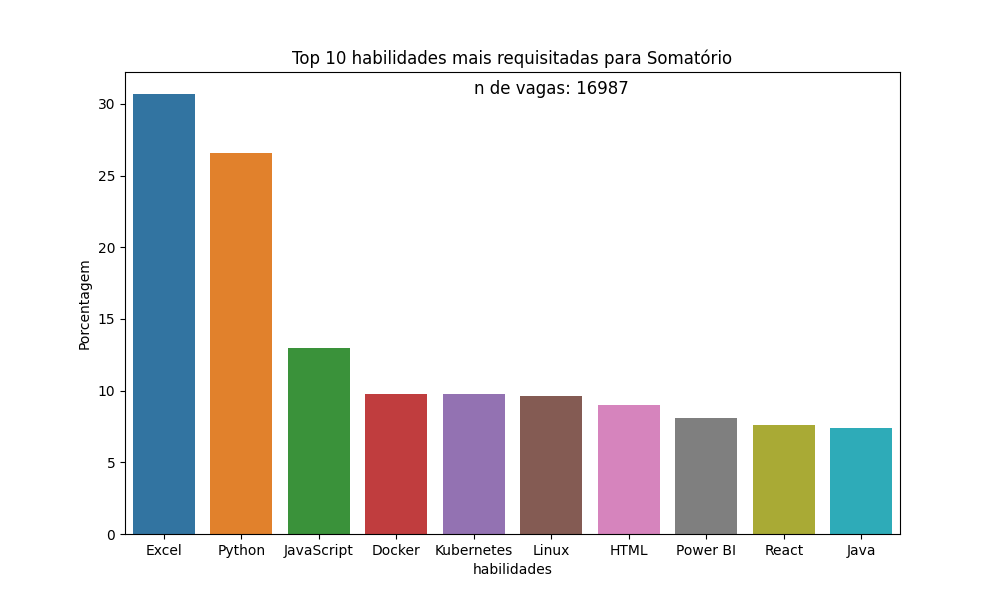 Top 10 habilidades mais requisitadas para Somatório
n de vagas: 16987
Porcentagem
30
25
20
15
10
5
0
Excel Python JavaScript Docker Kubernetes Linux HTML Power BI React Java
habilidades